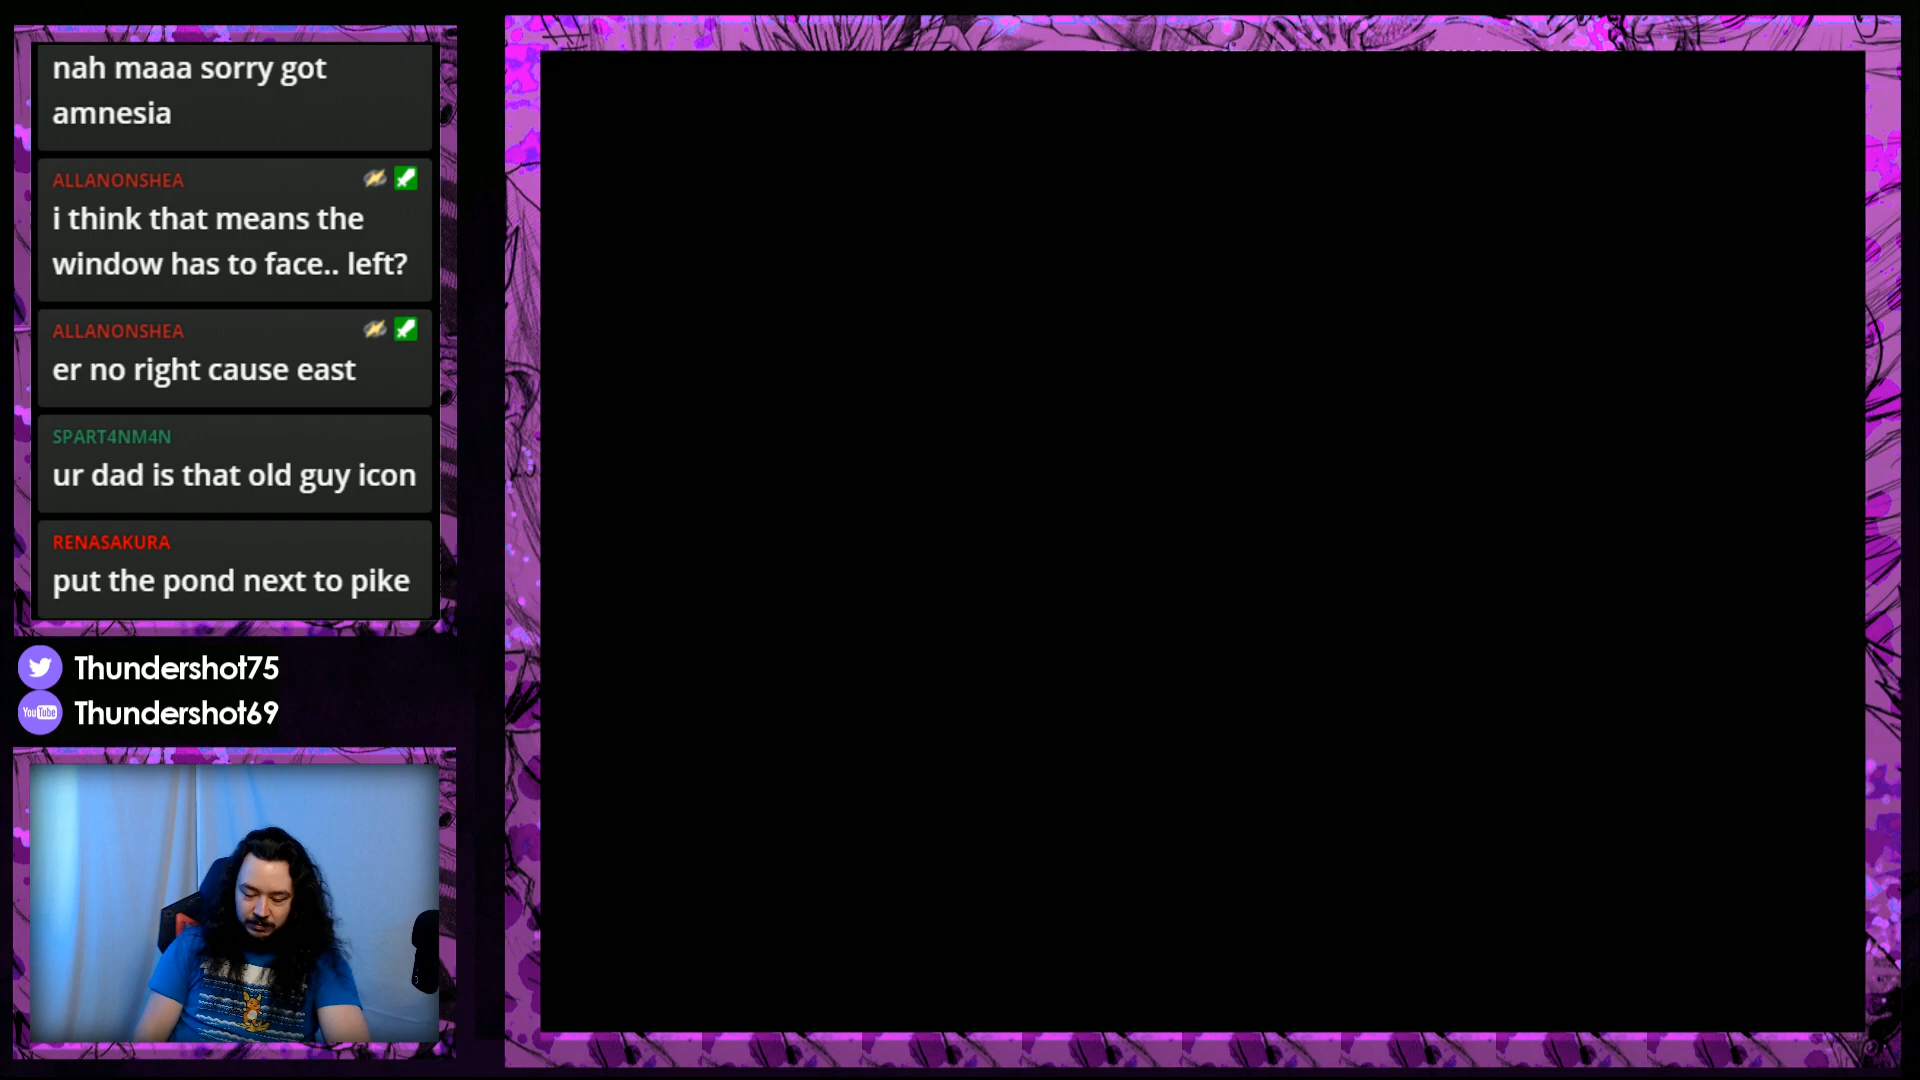 nah maaa sorry got
amnesia
ALLANONSHEA
i think that means the
window has to face.. left?
ALLANONSHEA
er no right cause east
SPART4NM4N
ur dad is that old guy icon
RENASAKURA
put the pond next to pike
Thundershot75
You Tube
Thundershot69